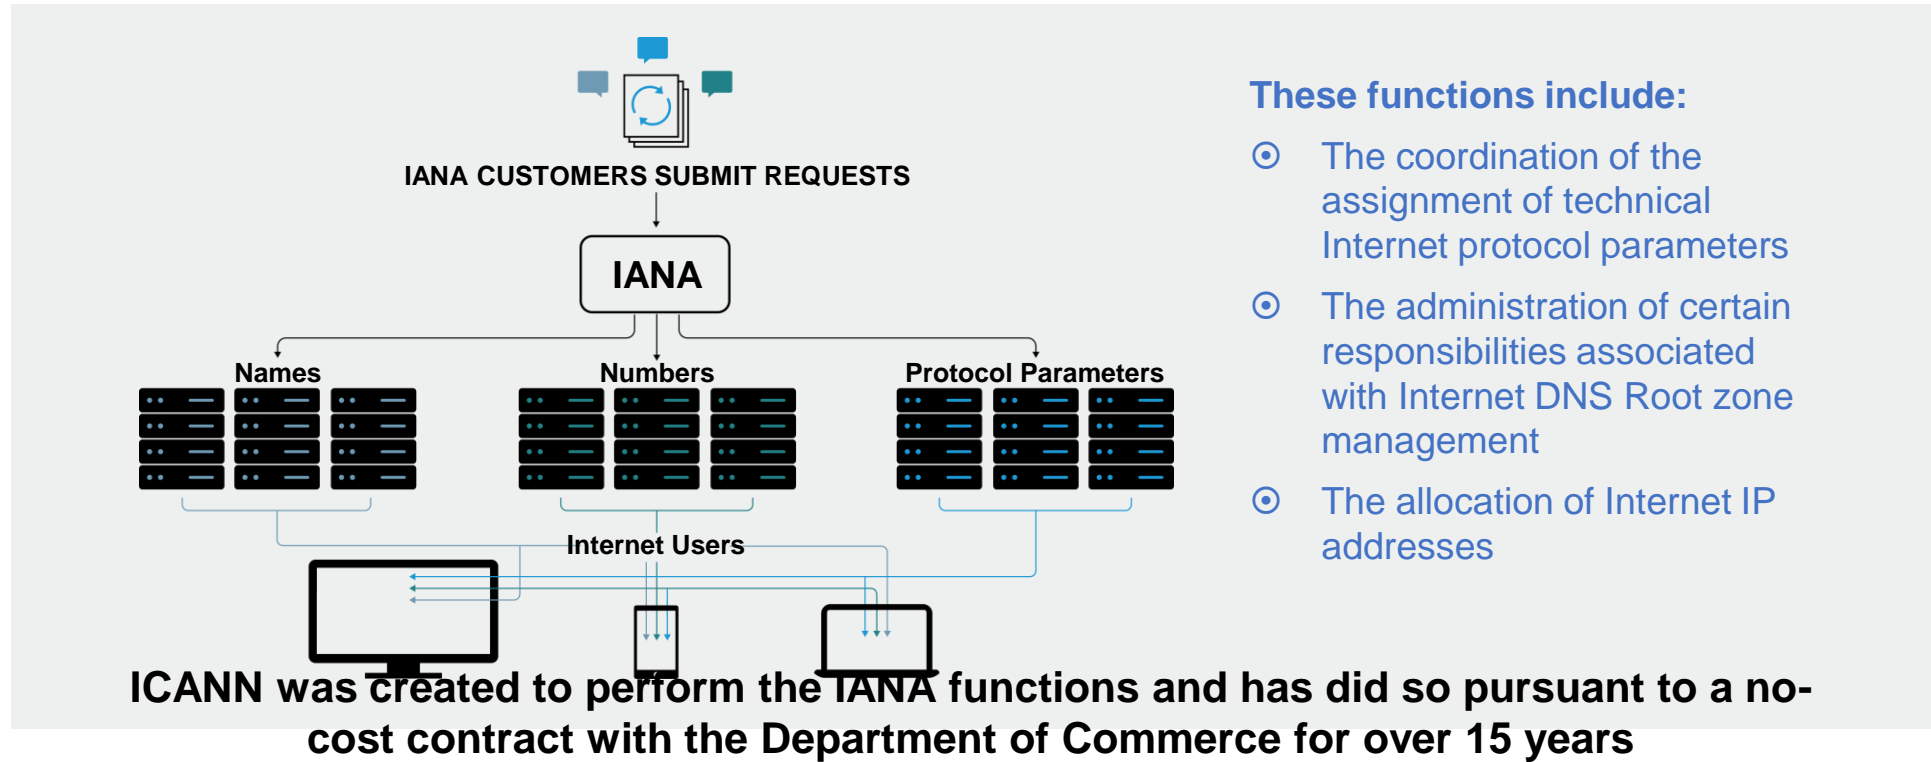 IANA CUSTOMERS SUBMIT REQUESTS
IANA
Names
Numbers
Protocol Parameters
Internet Users
These functions include:
The coordination of the
assignment of technical
Internet protocol parameters
The administration of certain
responsibilities associated
with Internet DNS Root zone
management
The allocation of Internet IP
addresses
ICANN was created to perform the IANA functions and has did so pursuant to a no-
cost contract with the Department of Commerce for over 15 years